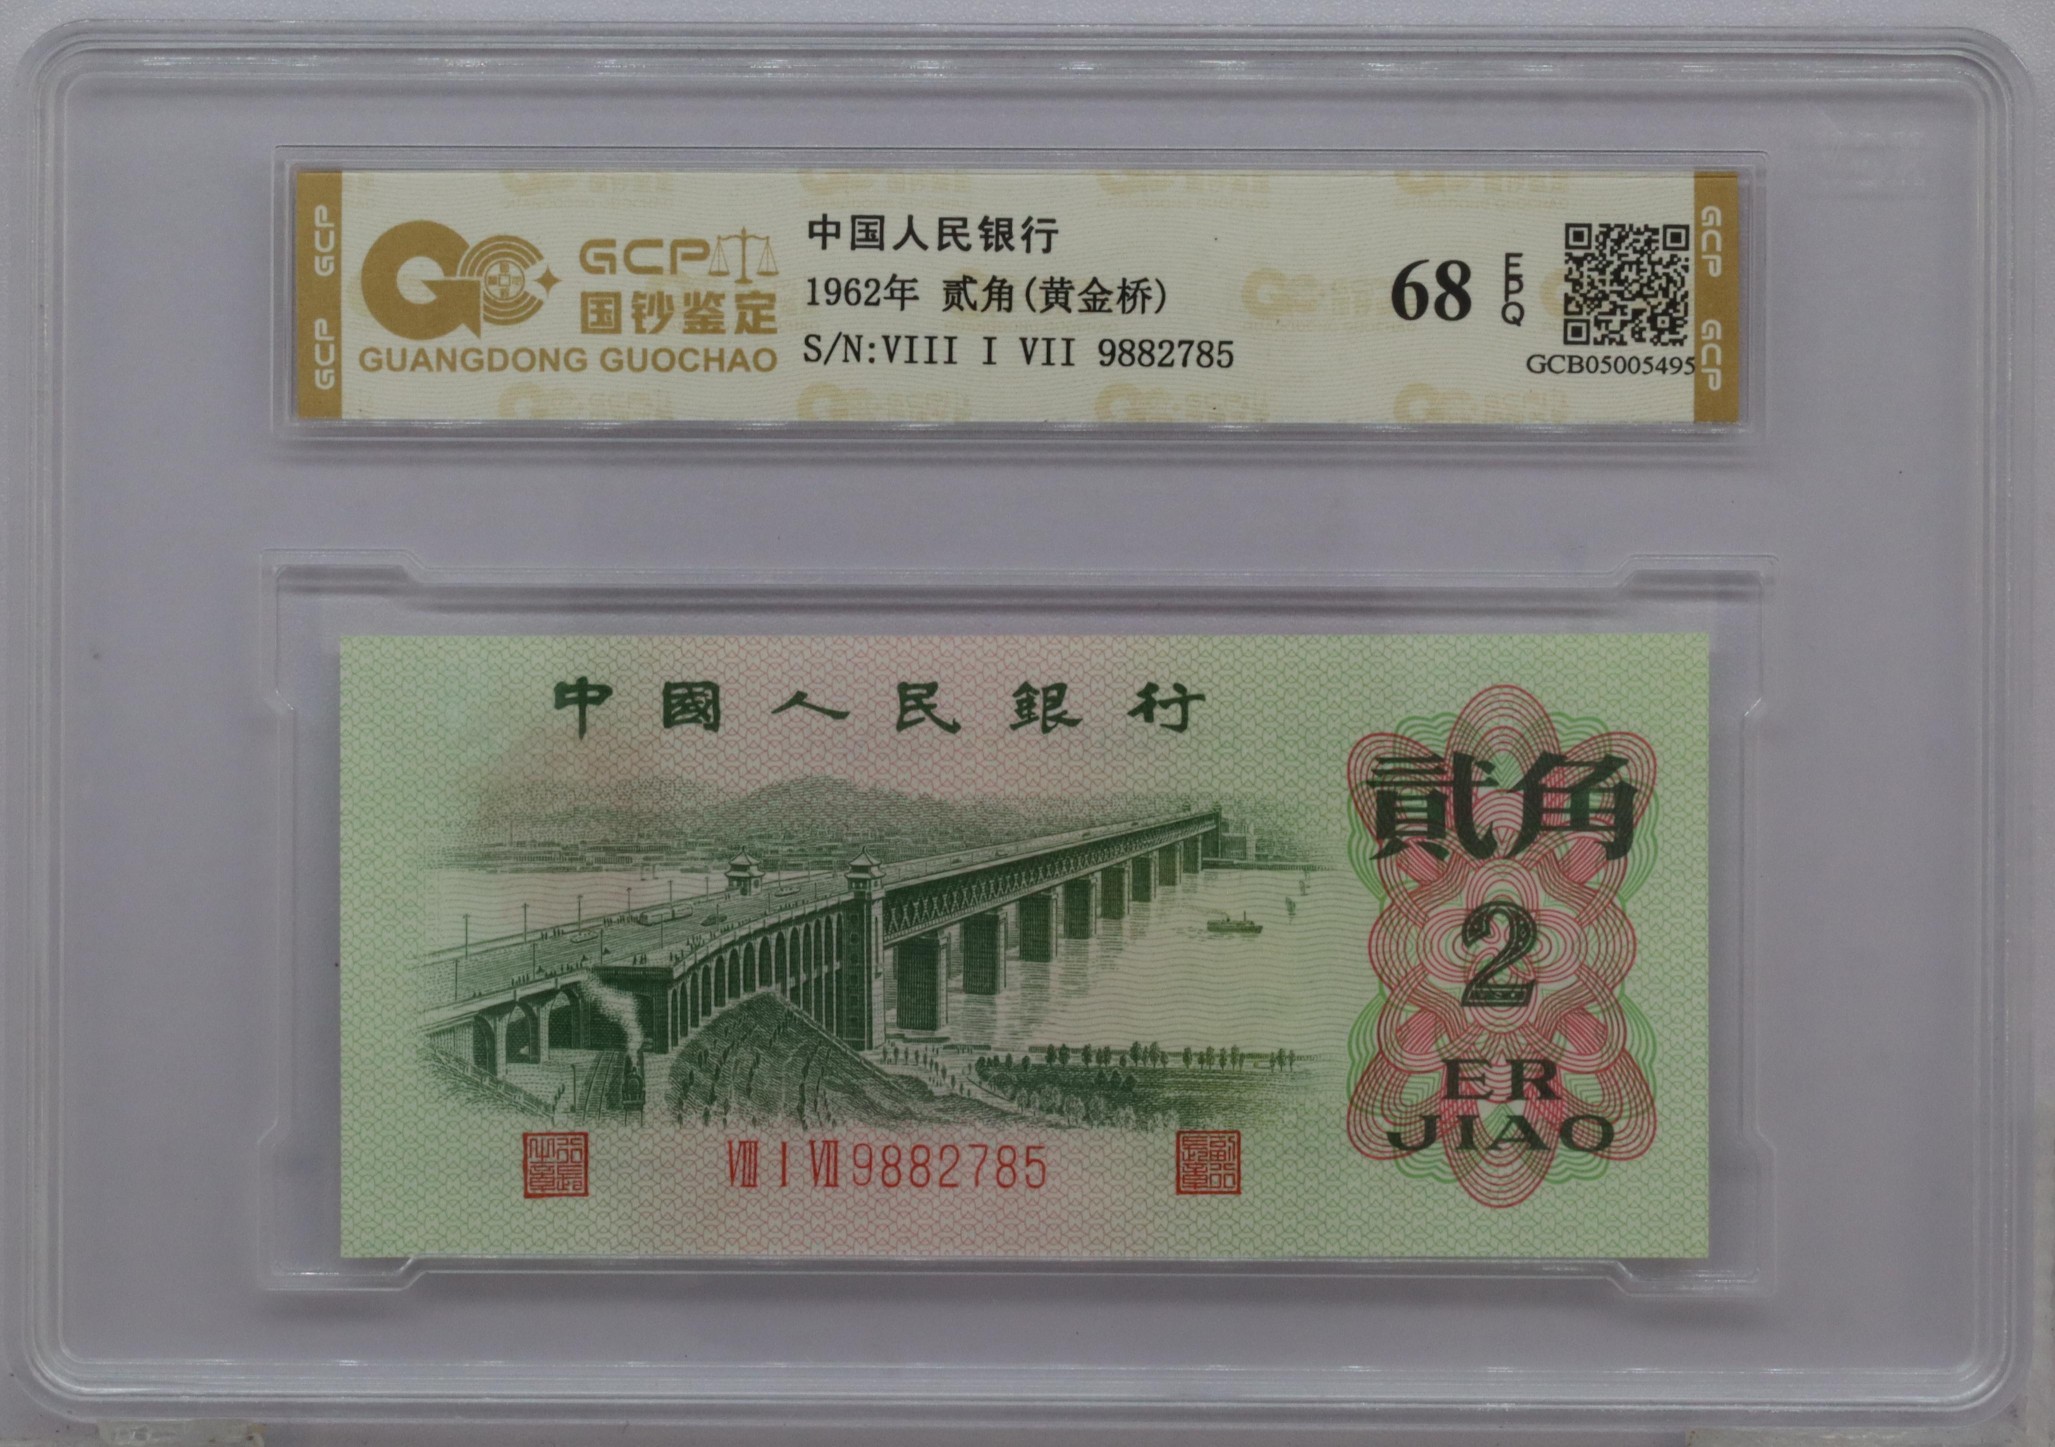 GCP GCP
GCP
国钞鉴定
GUANGDONG GUOCHAO
中国人民银行
1962年 贰角(黄金桥)
S/N:VIII I VII 9882785
68 EPQ
GCB05005495
GCP GCP
中國人民銀行
貳角
2
ER
JIAO
VIII I VII 9882785